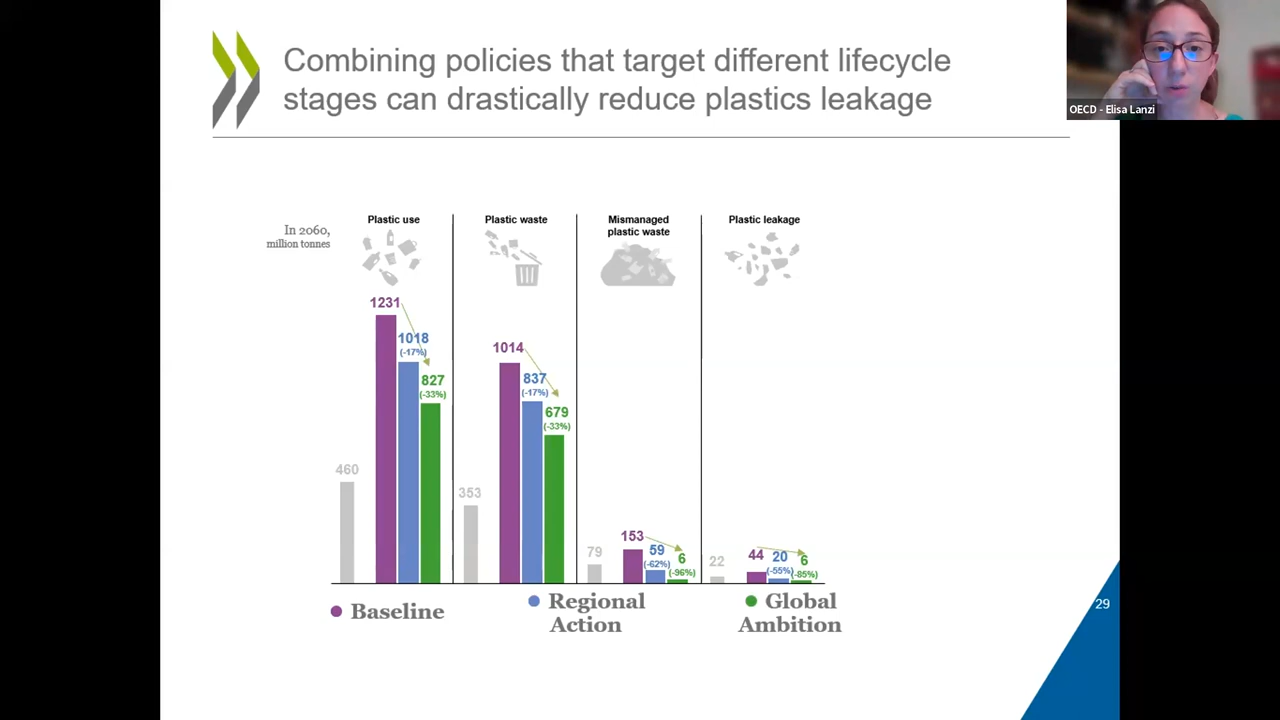 Combining policies that target different lifecycle
stages can drastically reduce plastics leakage
OECD - Elisa Lanzi
In 2060,
million tonnes
Plastic use
Plastic waste
Mismanaged
plastic waste
Plastic leakage
460
1231
1018
(-17%)
827
(-33%)
353
1014
837
(-17%)
679
(-33%)
79
153
59
(-62%)
6
(-96%)
22
44
20
(-55%)
6
(-85%)
Baseline
Regional
Action
Global
Ambition
29